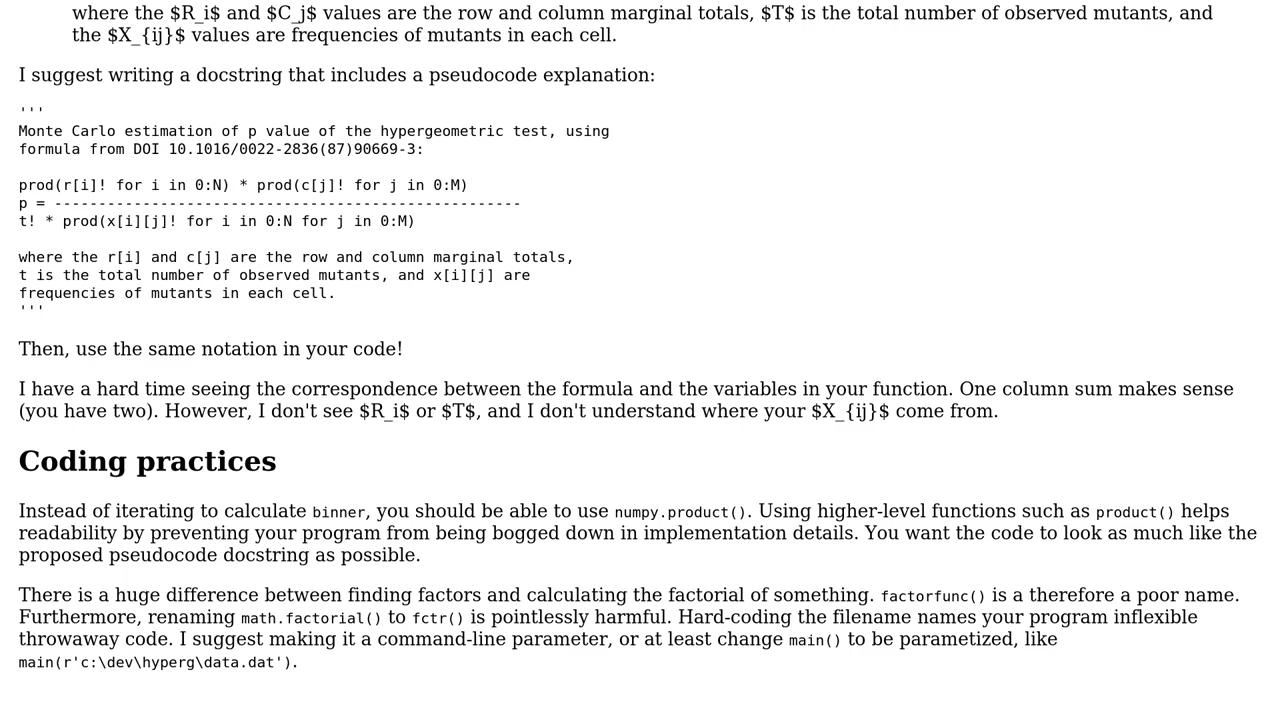 where the $R_i$ and $C_j$ values are the row and column marginal totals, $T$ is the total number of observed mutants, and
the $X_{ij}$ values are frequencies of mutants in each cell.
I suggest writing a docstring that includes a pseudocode explanation:
'''
Monte Carlo estimation of p value of the hypergeometric test, using
formula from DOI 10.1016/0022-2836(87)90669-3:
prod(r[i]! for i in 0:N) * prod(c[j]! for j in 0:M)
p = -----------------------------------------------------
t! * prod(x[i][j]! for i in 0:N for j in 0:M)
where the r[i] and c[j] are the row and column marginal totals,
t is the total number of observed mutants, and x[i][j] are
frequencies of mutants in each cell.
'''
Then, use the same notation in your code!
I have a hard time seeing the correspondence between the formula and the variables in your function. One column sum makes sense
(you have two). However, I don't see $R_i$ or $T$, and I don't understand where your $X_{ij}$ come from.
Coding practices
Instead of iterating to calculate binner, you should be able to use numpy.product(). Using higher-level functions such as product() helps
readability by preventing your program from being bogged down in implementation details. You want the code to look as much like the
proposed pseudocode docstring as possible.
There is a huge difference between finding factors and calculating the factorial of something. factorfunc() is a therefore a poor name.
Furthermore, renaming math.factorial() to fctr() is pointlessly harmful. Hard-coding the filename names your program inflexible
throwaway code. I suggest making it a command-line parameter, or at least change main() to be parametized, like
main(r'c:\dev\hyperg\data.dat').